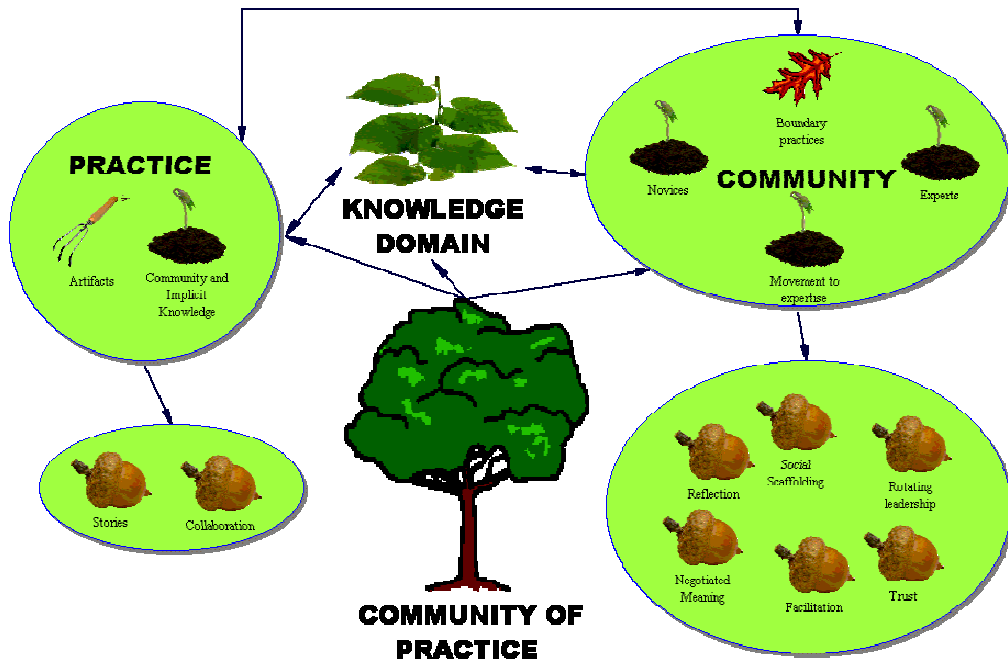 PRACTICE
Artifacts
Community and
Implicit
Knowledge
KNOWLEDGE
DOMAIN
Boundary
practices
Novices
COMMUNITY
Experts
Movement to
expertise
Stories
Collaboration
COMMUNITY OF
PRACTICE
Reflection
Social
Scaffolding
Rotating
leadership
Negotiated
Meaning
Facilitation
Trust